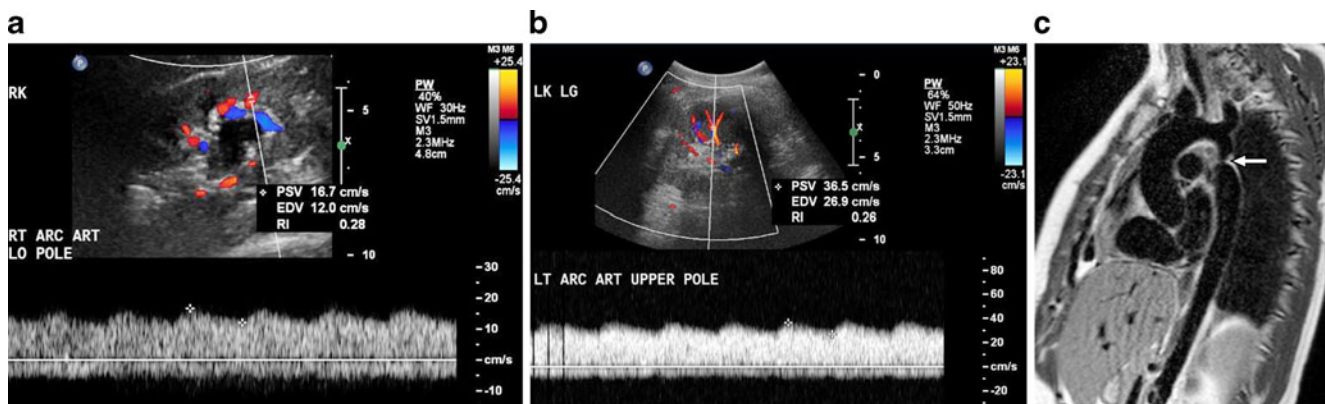 a
RK
RT ARC ART
LO POLE
M3 M6
+25.4
-25.4
cm/s
PW
40%
WF 30Hz
SV1.5mm
M3
2.3MHz
4.8cm
5
x
10
PSV 16.7 cm/s
EDV 12.0 cm/s
RI 0.28
30
20
10
cm/s
-10
b
LK LG
LT ARC ART UPPER POLE
M3 M6
+23.1
-23.1
cm/s
PW
64%
WF 50Hz
SV1.5mm
M3
2.3MHz
3.3cm
0
x
5
10
PSV 36.5 cm/s
EDV 26.9 cm/s
RI 0.26
80
60
40
20
cm/s
-20
c